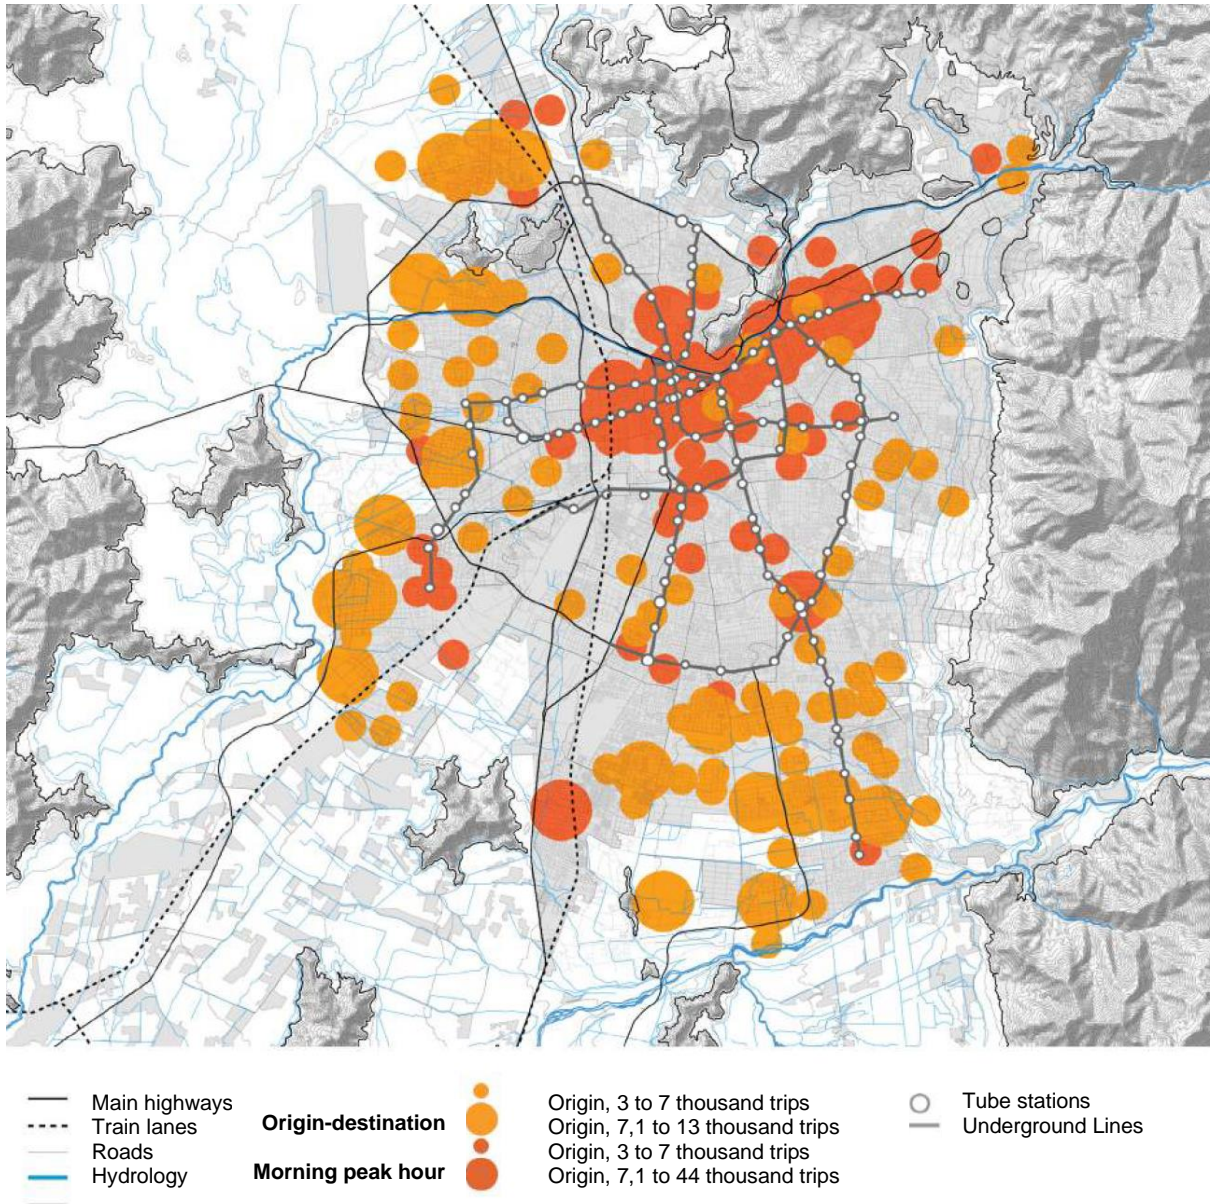 Main highways
Train lanes
Roads
Hydrology
Origin-destination
Morning peak hour
Origin, 3 to 7 thousand trips
Origin, 7,1 to 13 thousand trips
Origin, 3 to 7 thousand trips
Origin, 7,1 to 44 thousand trips
Tube stations
Underground Lines